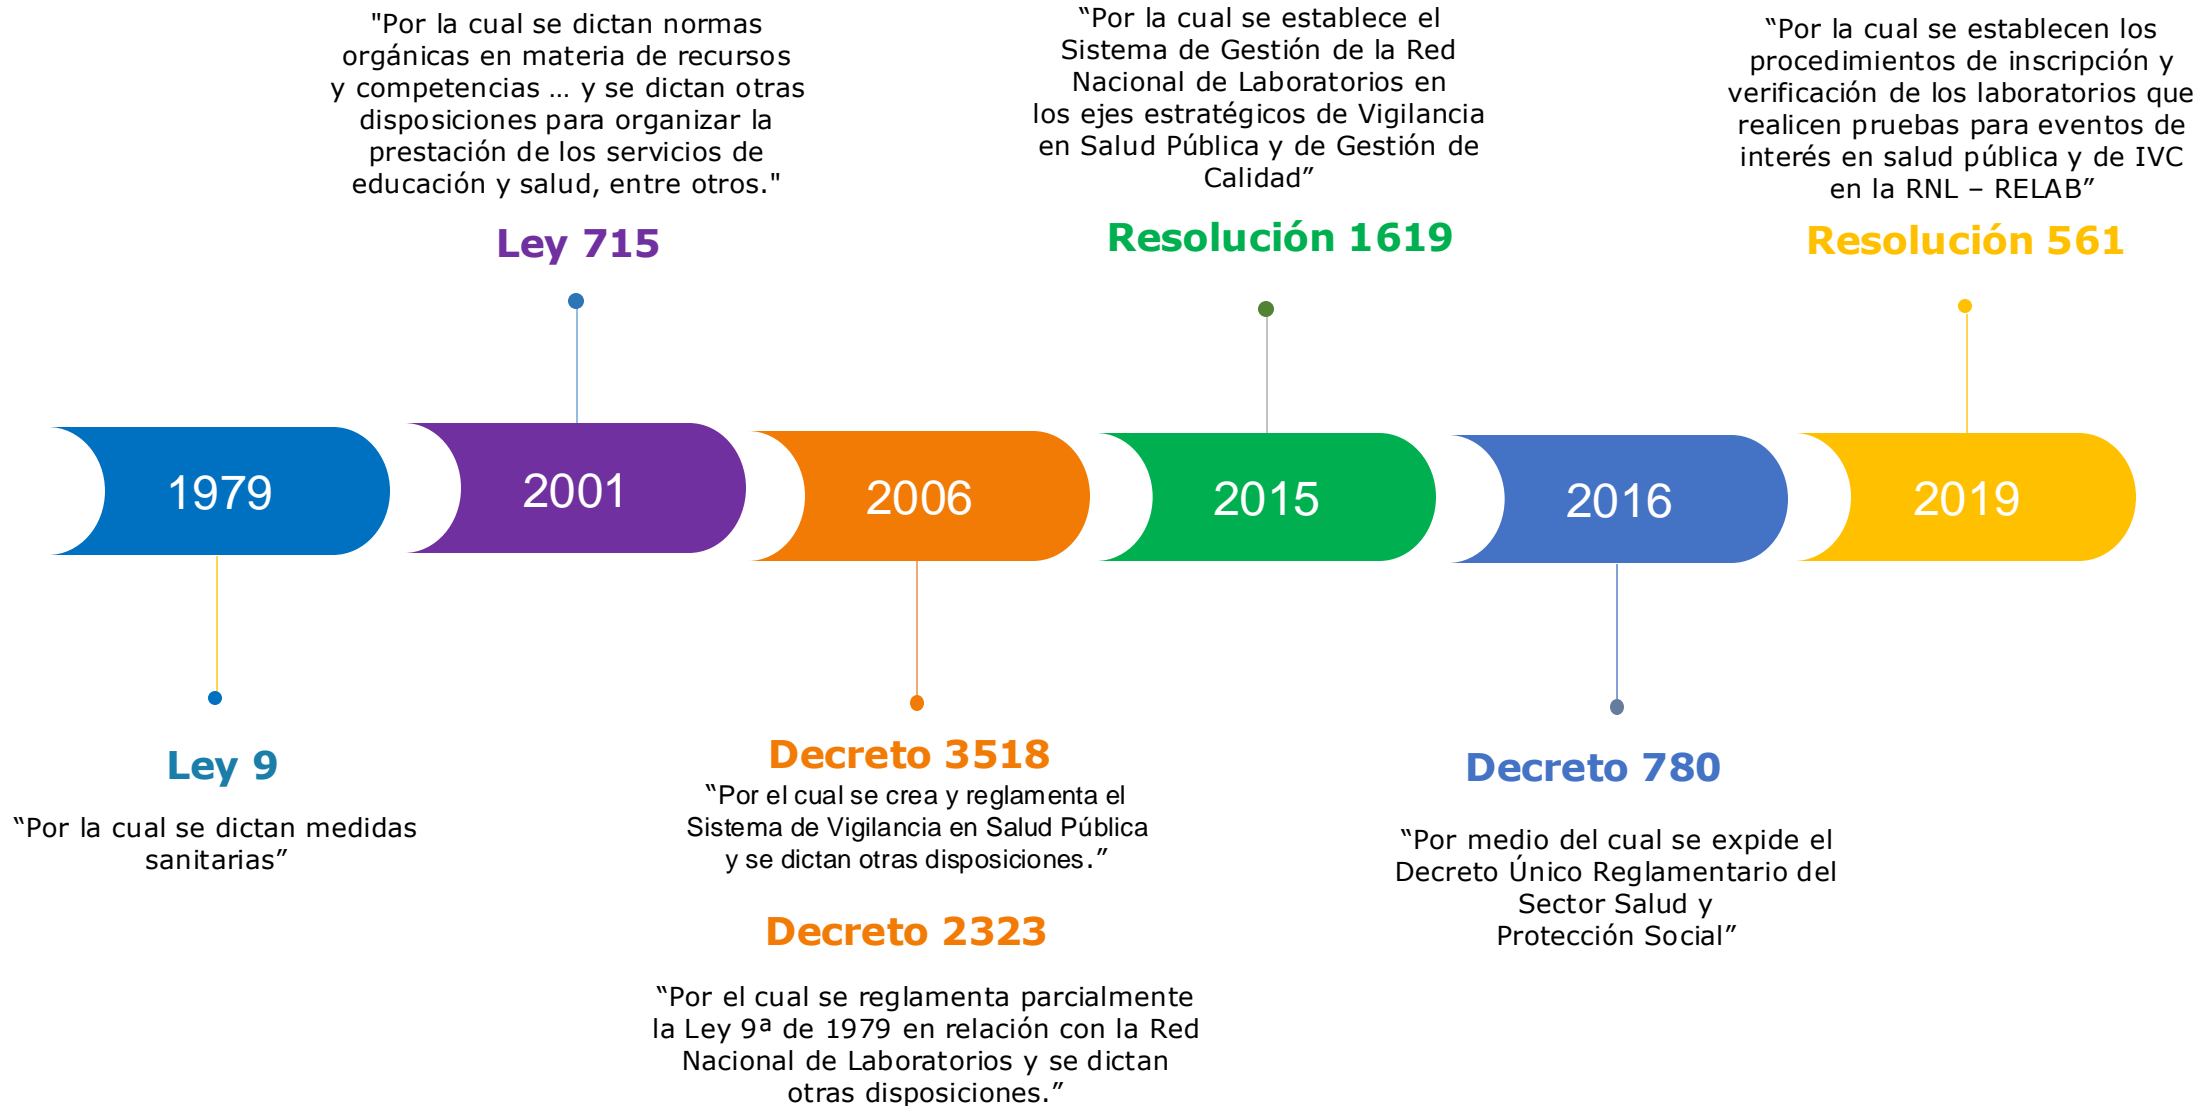 "Por la cual se dictan normas
orgánicas en materia de recursos
y competencias ... y se dictan otras
disposiciones para organizar la
prestación de los servicios de
educación y salud, entre otros."
Ley 715
“Por la cual se establece el
Sistema de Gestión de la Red
Nacional de Laboratorios en
los ejes estratégicos de Vigilancia
en Salud Pública y de Gestión de
Calidad”
Resolución 1619
“Por la cual se establecen los
procedimientos de inscripción y
verificación de los laboratorios que
realicen pruebas para eventos de
interés en salud pública y de IVC
en la RNL – RELAB”
Resolución 561
1979
2001
2006
2015
2016
2019
Ley 9
“Por la cual se dictan medidas
sanitarias”
Decreto 3518
“Por el cual se crea y reglamenta el
Sistema de Vigilancia en Salud Pública
y se dictan otras disposiciones.”
Decreto 2323
“Por el cual se reglamenta parcialmente
la Ley 9ª de 1979 en relación con la Red
Nacional de Laboratorios y se dictan
otras disposiciones.”
Decreto 780
“Por medio del cual se expide el
Decreto Único Reglamentario del
Sector Salud y
Protección Social”